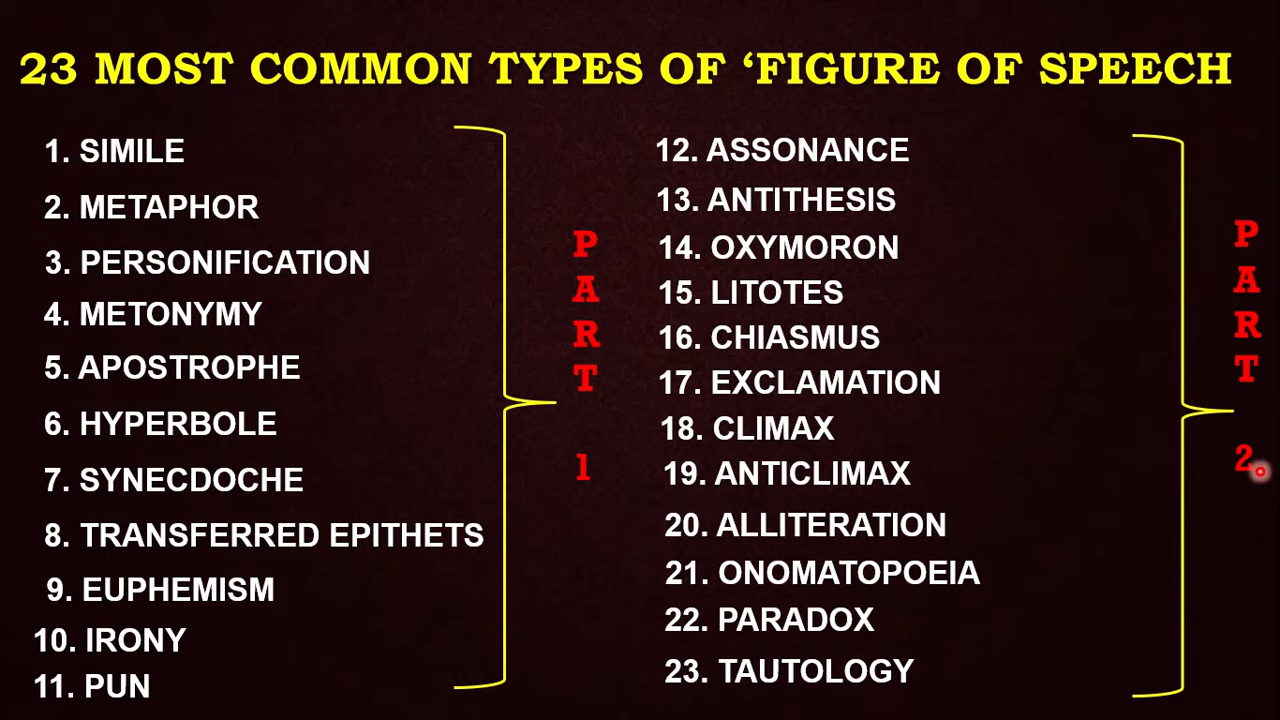 23 MOST COMMON TYPES OF ‘FIGURE OF SPEECH
1. SIMILE
2. METAPHOR
3. PERSONIFICATION
4. METONYMY
5. APOSTROPHE
6. HYPERBOLE
7. SYNECDOCHE
8. TRANSFERRED EPITHETS
9. EUPHEMISM
10. IRONY
11. PUN
PART 1
12. ASSONANCE
13. ANTITHESIS
14. OXYMORON
15. LITOTES
16. CHIASMUS
17. EXCLAMATION
18. CLIMAX
19. ANTICLIMAX
20. ALLITERATION
21. ONOMATOPOEIA
22. PARADOX
23. TAUTOLOGY
PART 2